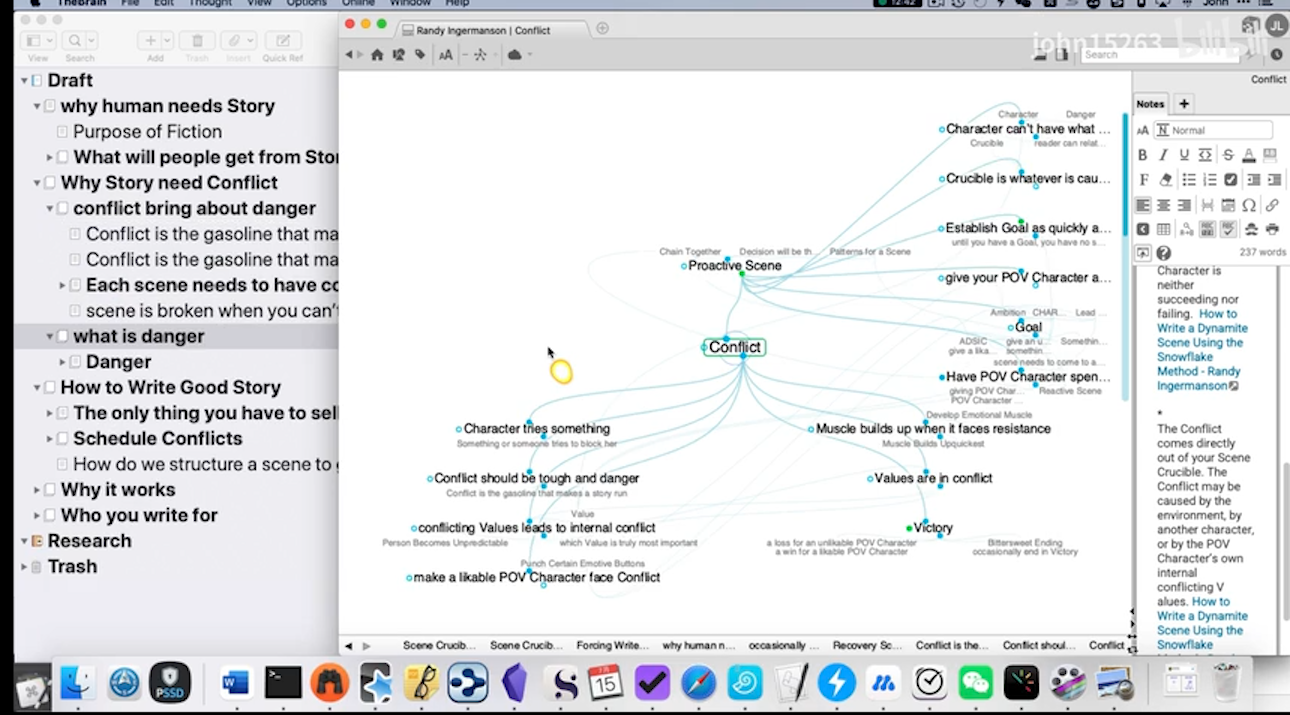 TheBrain File Edit Thought View Options Online Window Help
12:42
John
john15263 bilibili
View Search Add Trash Insert Quick Ref
Draft
why human needs Story
Purpose of Fiction
What will people get from Stor
Why Story need Conflict
conflict bring about danger
Conflict is the gasoline that ma
Conflict is the gasoline that ma
Each scene needs to have co
scene is broken when you can't
what is danger
Danger
How to Write Good Story
The only thing you have to sell
Schedule Conflicts
How do we structure a scene to g
Why it works
Who you write for
Research
Trash
Randy Ingermanson | Conflict
JL
Search
Character Danger
Character can't have what ...
Crucible reader can relat...
Crucible is whatever is cau...
Establish Goal as quickly a...
until you have a Goal, you have no s...
Chain Together Decision will be th... Patterns for a Scene
Proactive Scene
give your POV Character a...
Ambition CHAR... Lead ...
Goal
ADSIC give an u... Somethin...
give a lika... somethin...
scene needs to come to a...
Conflict
Have POV Character spen...
giving POV Char... Reactive Scene
POV Character ...
Character tries something
Something or someone tries to block her
Develop Emotional Muscle
Muscle builds up when it faces resistance
Muscle Builds Upquickest
Conflict should be tough and danger
Conflict is the gasoline that makes a story run
Values are in conflict
Value
conflicting Values leads to internal conflict
Person Becomes Unpredictable which Value is truly most important
Victory
a loss for an unlikable POV Character Bittersweet Ending
a win for a likable POV Character occasionally end in Victory
Punch Certain Emotive Buttons
make a likable POV Character face Conflict
Scene Crucib... Scene Crucib... Forcing Write... why human n... occasionally ... Recovery Sc... Conflict is the... Conflict shoul... Conflict
Conflict
Notes
Normal
B I U S A
F
237 words
Character is
neither
succeeding nor
failing. How to
Write a Dynamite
Scene Using the
Snowflake
Method - Randy
Ingermanson
*
The Conflict
comes directly
out of your Scene
Crucible. The
Conflict may be
caused by the
environment, by
another character,
or by the POV
Character's own
internal
conflicting V
alues. How to
Write a Dynamite
Scene Using the
Snowflake
PSSD
15